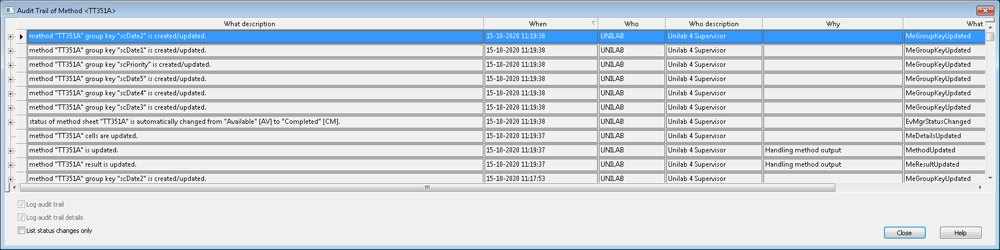 Audit Trail of Method <TT351A>
What description When Who Who description Why What
method "TT351A" group key "scDate2" is created/updated. 15-10-2020 11:19:38 UNILAB Unilab 4 Supervisor MeGroupKeyUpdated
method "TT351A" group key "scDate1" is created/updated. 15-10-2020 11:19:38 UNILAB Unilab 4 Supervisor MeGroupKeyUpdated
method "TT351A" group key "scPriority" is created/updated. 15-10-2020 11:19:38 UNILAB Unilab 4 Supervisor MeGroupKeyUpdated
method "TT351A" group key "scDate5" is created/updated. 15-10-2020 11:19:38 UNILAB Unilab 4 Supervisor MeGroupKeyUpdated
method "TT351A" group key "scDate4" is created/updated. 15-10-2020 11:19:38 UNILAB Unilab 4 Supervisor MeGroupKeyUpdated
method "TT351A" group key "scDate3" is created/updated. 15-10-2020 11:19:38 UNILAB Unilab 4 Supervisor MeGroupKeyUpdated
status of method sheet "TT351A" is automatically changed from "Available" [AV] to "Completed" [CM]. 15-10-2020 11:19:38 UNILAB Unilab 4 Supervisor EvMgrStatusChanged
method "TT351A" cells are updated. 15-10-2020 11:19:37 UNILAB Unilab 4 Supervisor MeDetailsUpdated
method "TT351A" is updated. 15-10-2020 11:19:37 UNILAB Unilab 4 Supervisor Handling method output MethodUpdated
method "TT351A" result is updated. 15-10-2020 11:19:37 UNILAB Unilab 4 Supervisor Handling method output MeResultUpdated
method "TT351A" group key "scDate2" is created/updated. 15-10-2020 11:17:53 UNILAB Unilab 4 Supervisor MeGroupKeyUpdated
Log audit trail
Log audit trail details
List status changes only
Close Help